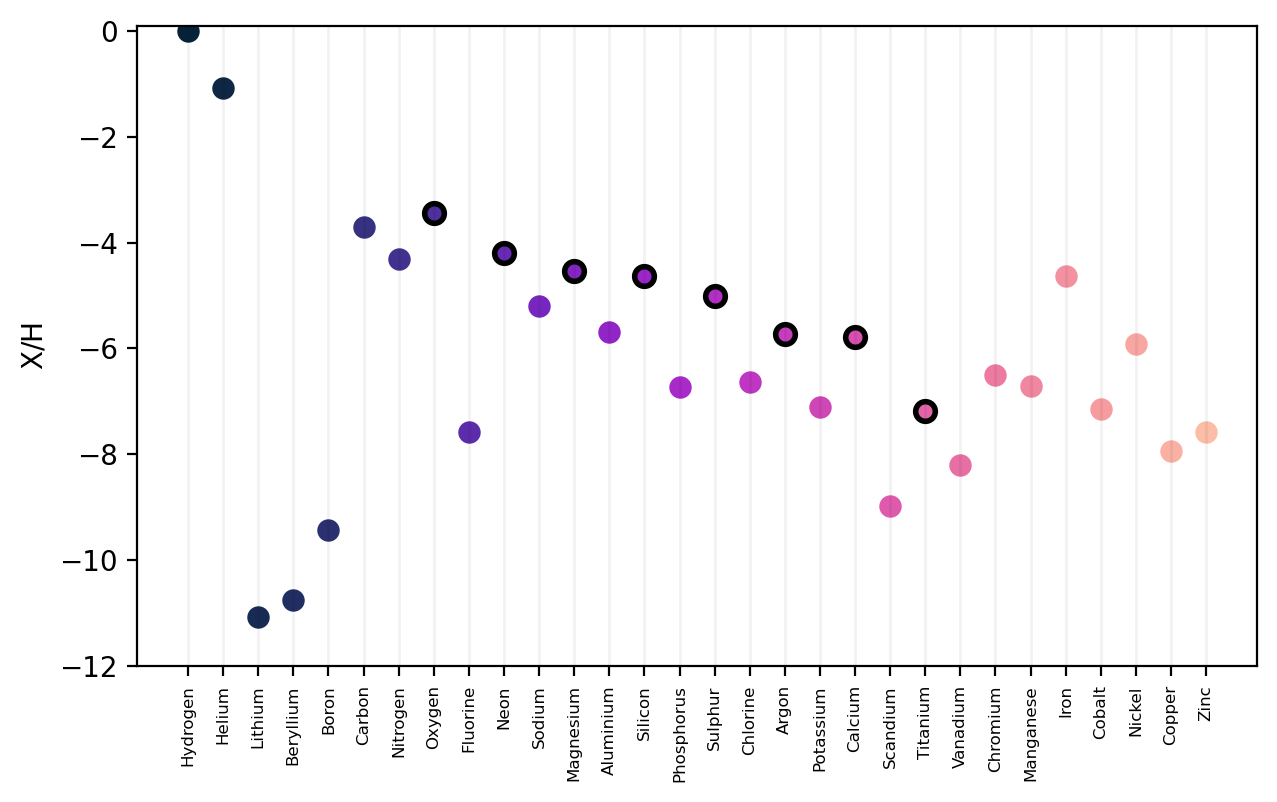 0
−2
−4
−6
−8
−10
−12
X/H
Hydrogen
Helium
Lithium
Beryllium
Boron
Carbon
Nitrogen
Oxygen
Fluorine
Neon
Sodium
Magnesium
Aluminium
Silicon
Phosphorus
Sulphur
Chlorine
Argon
Potassium
Calcium
Scandium
Titanium
Vanadium
Chromium
Manganese
Iron
Cobalt
Nickel
Copper
Zinc